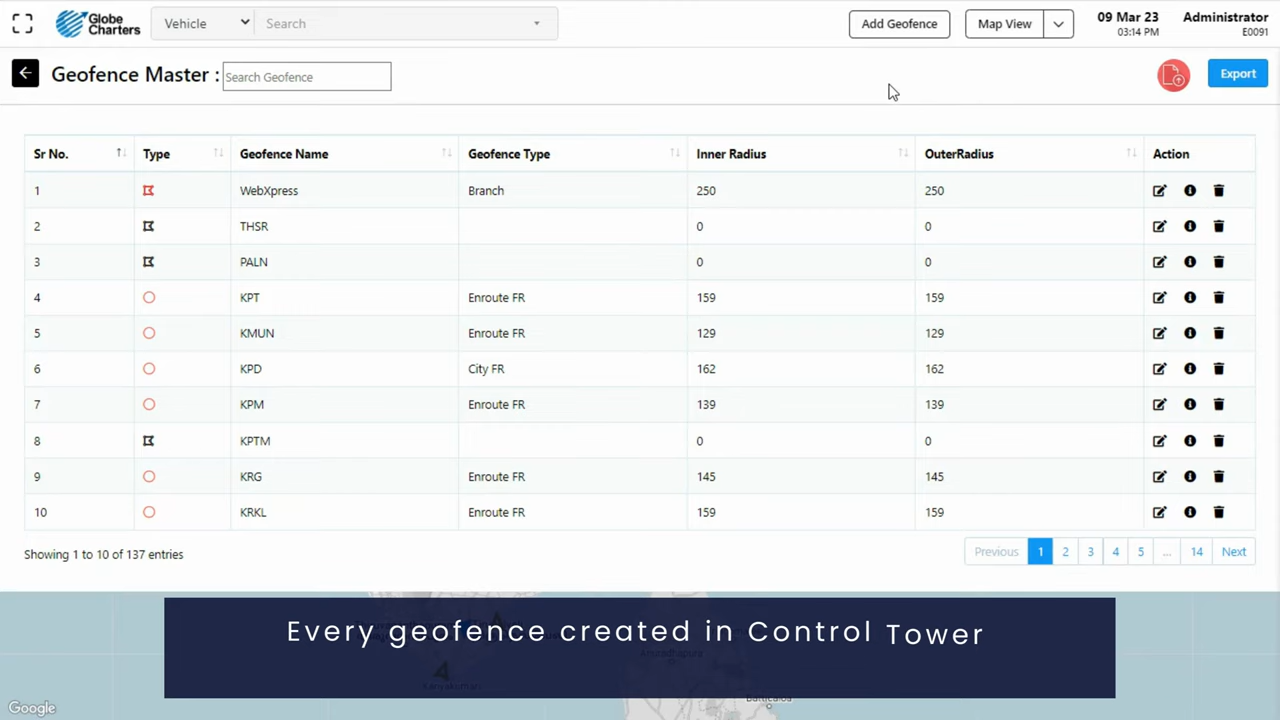 Globe Charters
Vehicle
Search
Add Geofence
Map View
09 Mar 23
03:14 PM
Administrator
E0091
Geofence Master :
Search Geofence
Export
Sr No. Type Geofence Name Geofence Type Inner Radius OuterRadius Action
1 WebXpress Branch 250 250
2 THSR 0 0
3 PALN 0 0
4 KPT Enroute FR 159 159
5 KMUN Enroute FR 129 129
6 KPD City FR 162 162
7 KPM Enroute FR 139 139
8 KPTM 0 0
9 KRG Enroute FR 145 145
10 KRKL Enroute FR 159 159
Showing 1 to 10 of 137 entries
Previous 1 2 3 4 5 ... 14 Next
Every geofence created in Control Tower
Anuradhapura
Kanyakumari
Batticaloa
Google